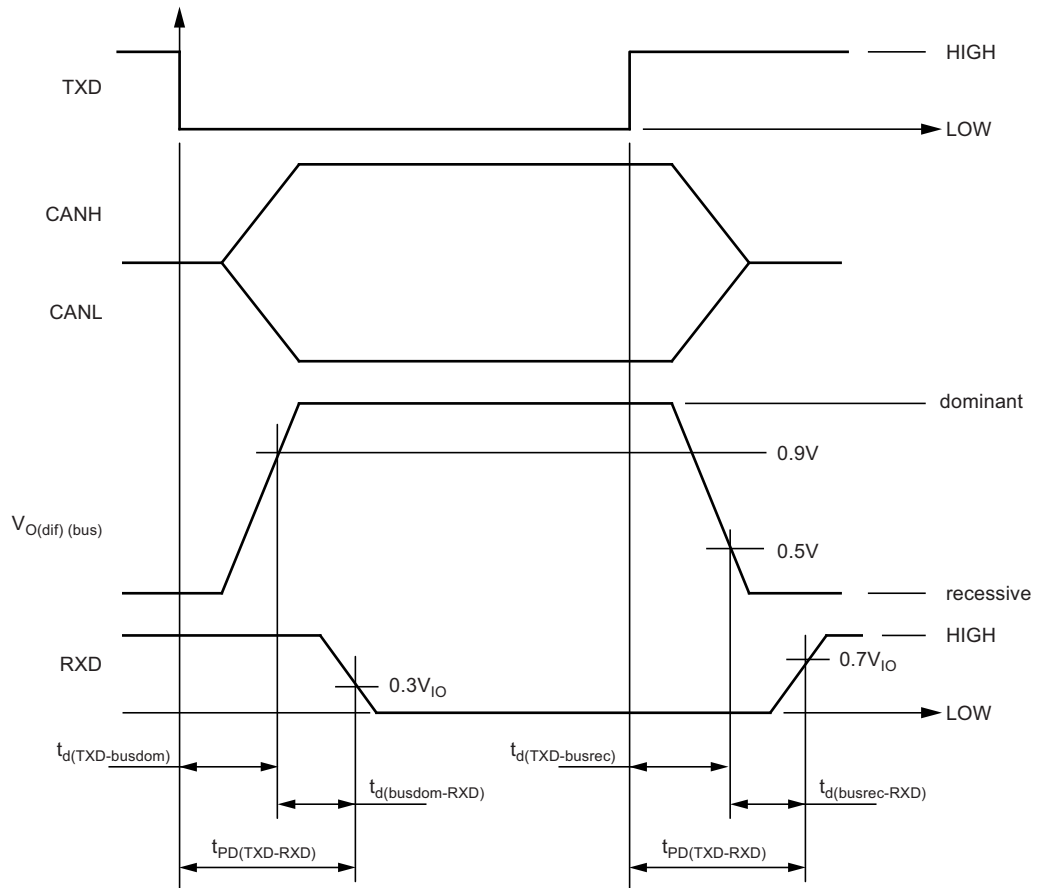 HIGH
TXD
LOW
CANH
CANL
dominant
0.9V
VO(dif) (bus)
0.5V
recessive
HIGH
RXD
0.7VIO
0.3VIO
LOW
td(TXD-busdom)
td(TXD-busrec)
td(busdom-RXD)
td(busrec-RXD)
tPD(TXD-RXD)
tPD(TXD-RXD)